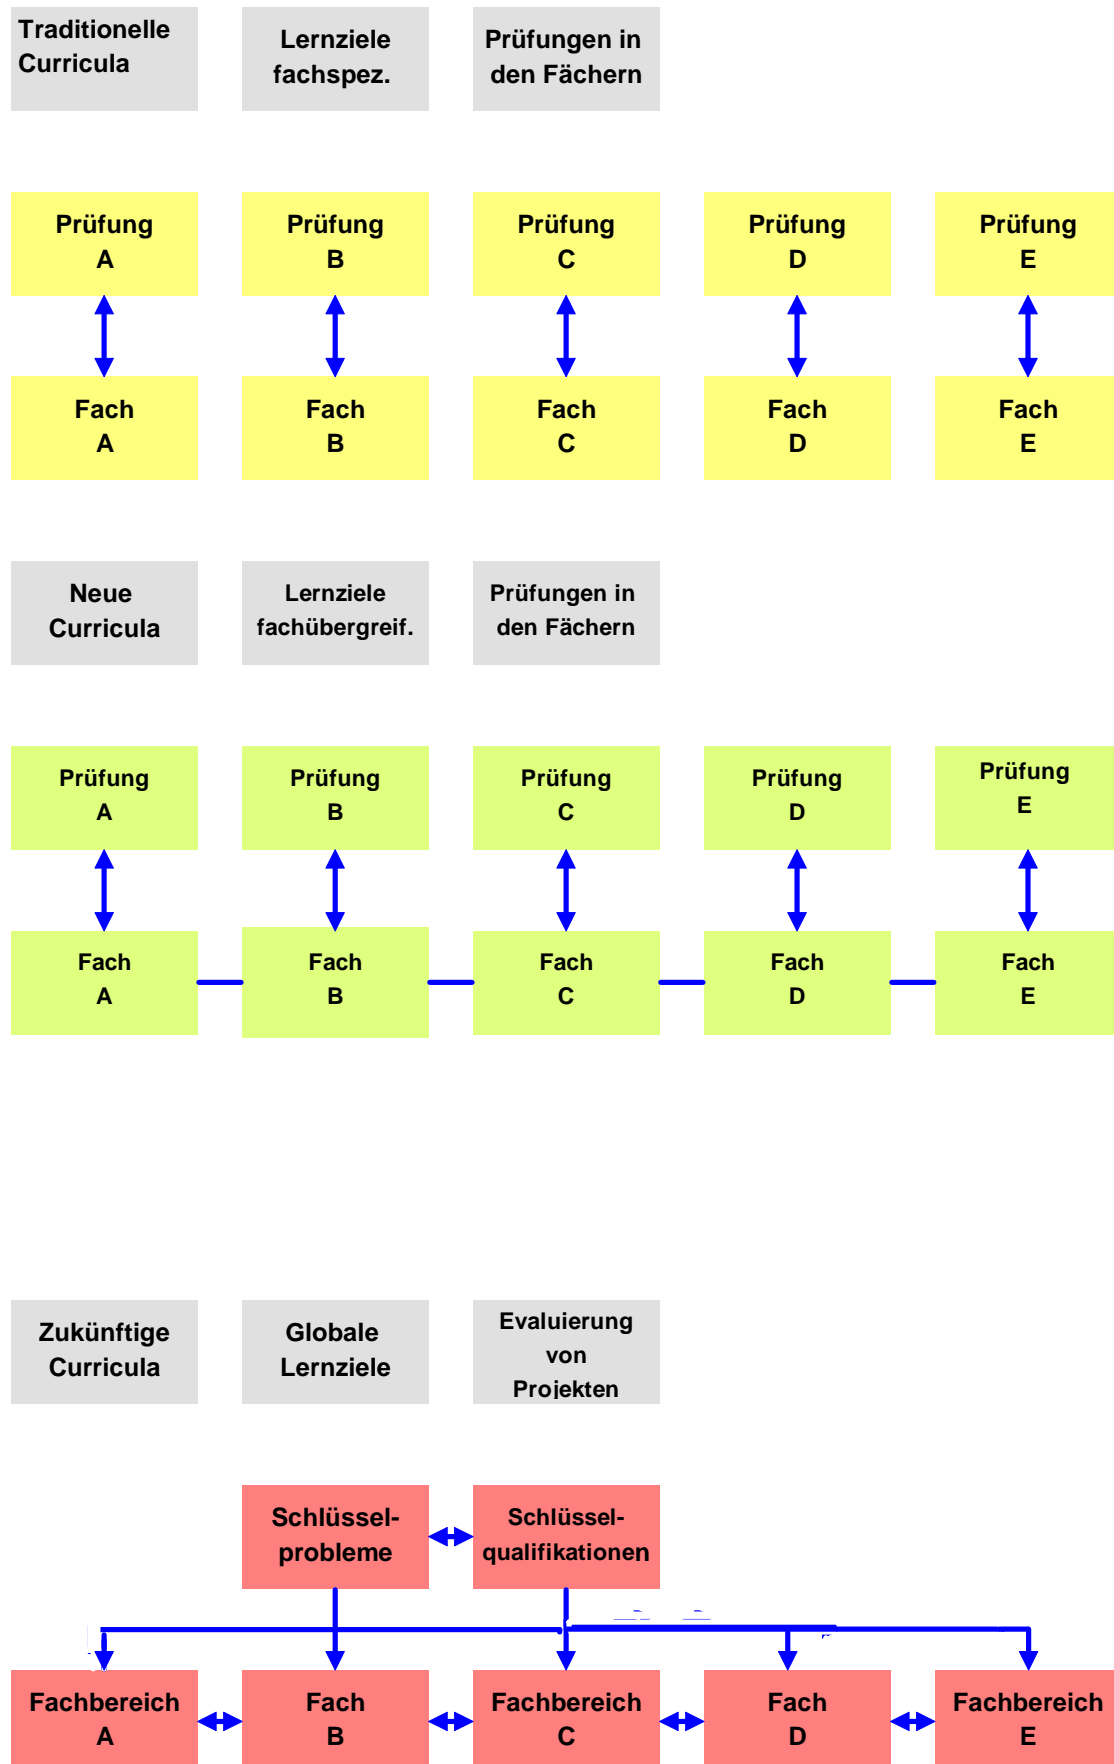 Traditionelle
Curricula
Lernziele
fachspez.
Prüfungen in
den Fächern
Prüfung
A
Prüfung
B
Prüfung
C
Prüfung
D
Prüfung
E
Fach
A
Fach
B
Fach
C
Fach
D
Fach
E
Neue
Curricula
Lernziele
fachübergreif.
Prüfungen in
den Fächern
Prüfung
A
Prüfung
B
Prüfung
C
Prüfung
D
Prüfung
E
Fach
A
Fach
B
Fach
C
Fach
D
Fach
E
Zukünftige
Curricula
Globale
Lernziele
Evaluierung
von
Projekten
Schlüssel-
probleme
Schlüssel-
qualifikationen
Fachbereich
A
Fach
B
Fachbereich
C
Fach
D
Fachbereich
E